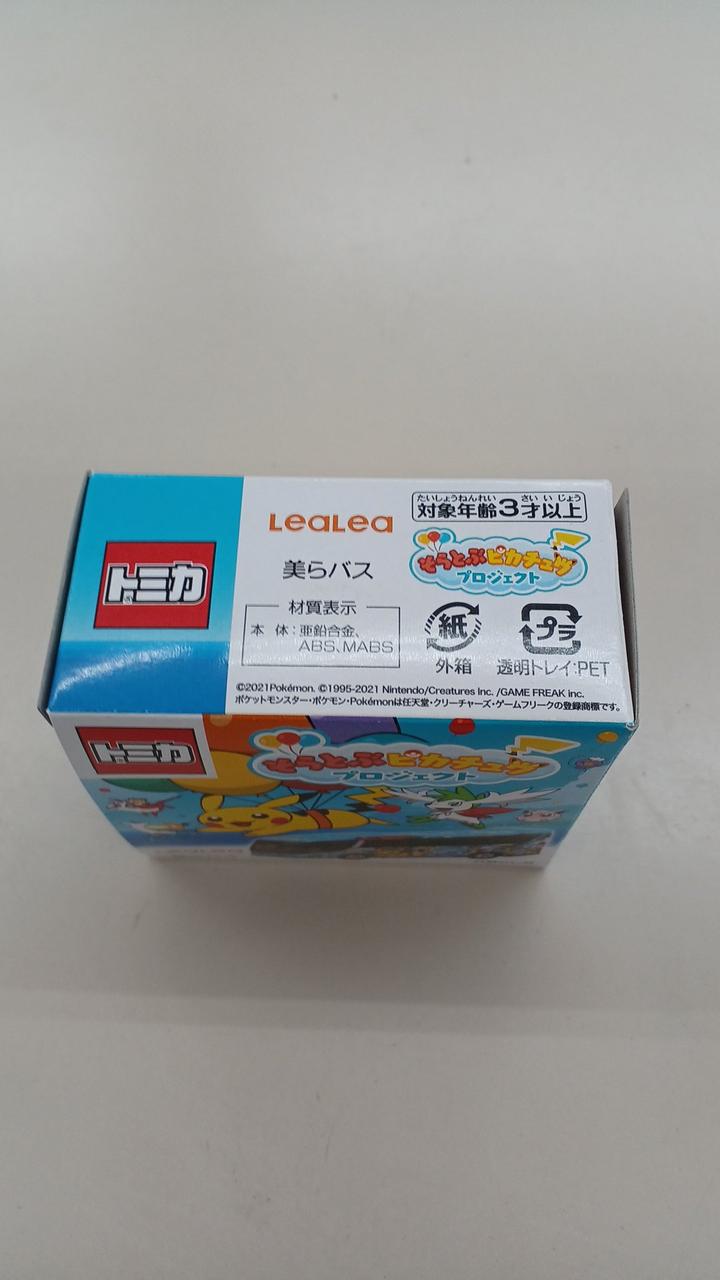 たいしょうねんれい さい いじょう
対象年齢3才以上
LeaLea
そらとぶピカチュウ
プロジェクト
トミカ
美らバス
材質表示
本 体：亜鉛合金、
ABS、MABS
紙
外箱
プラ
透明トレイ:PET
©2021Pokémon. ©1995-2021 Nintendo/Creatures Inc. /GAME FREAK inc.
ポケットモンスター・ポケモン・Pokémonは任天堂・クリーチャーズ・ゲームフリークの登録商標です。
トミカ
そらとぶピカチュウ
プロジェクト